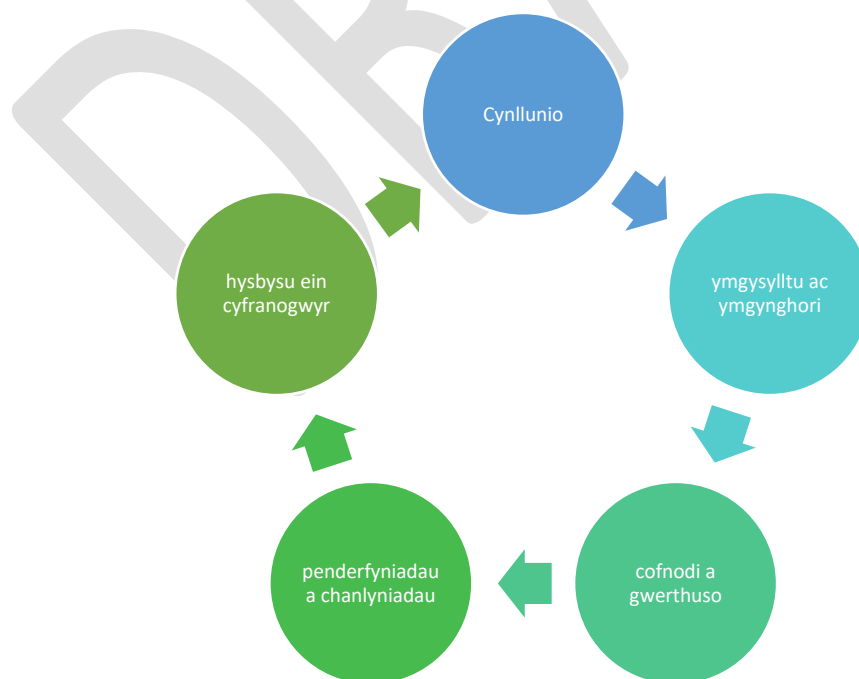 Cynllunio
ymgysylltu ac
ymgynghori
cofnodi a
gwerthuso
penderfyniadau
a chanlyniadau
hysbysu ein
cyfranogwyr